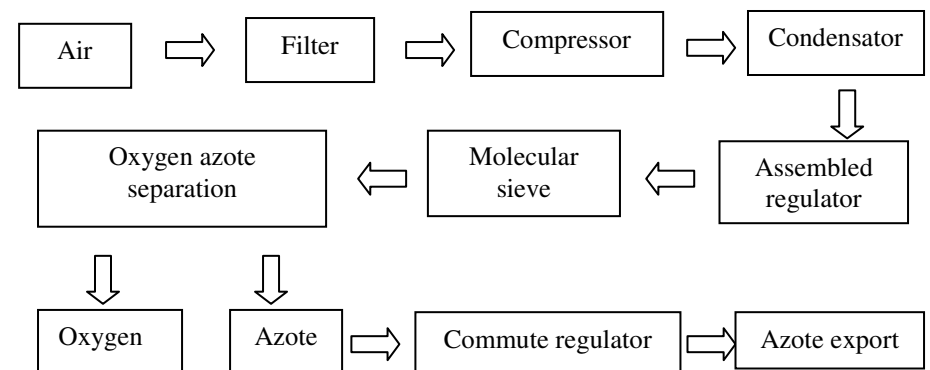 Air
Filter
Compressor
Condensator
Assembled
regulator
Molecular
sieve
Oxygen azote
separation
Oxygen
Azote
Commute regulator
Azote export